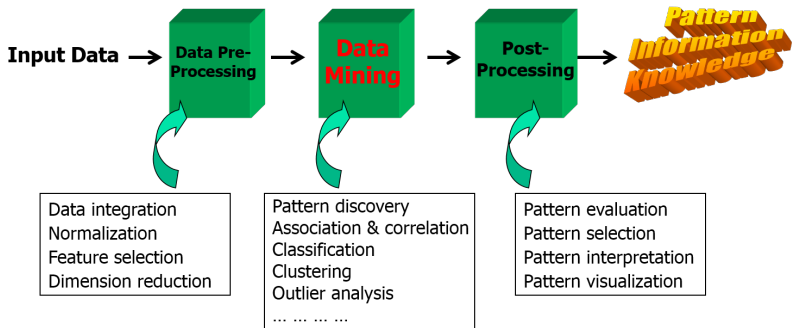 Input Data
Data Pre-
Processing
Data
Mining
Post-
Processing
Pattern
Information
Knowledge
Data integration
Normalization
Feature selection
Dimension reduction
Pattern discovery
Association & correlation
Classification
Clustering
Outlier analysis
... ... ... ...
Pattern evaluation
Pattern selection
Pattern interpretation
Pattern visualization